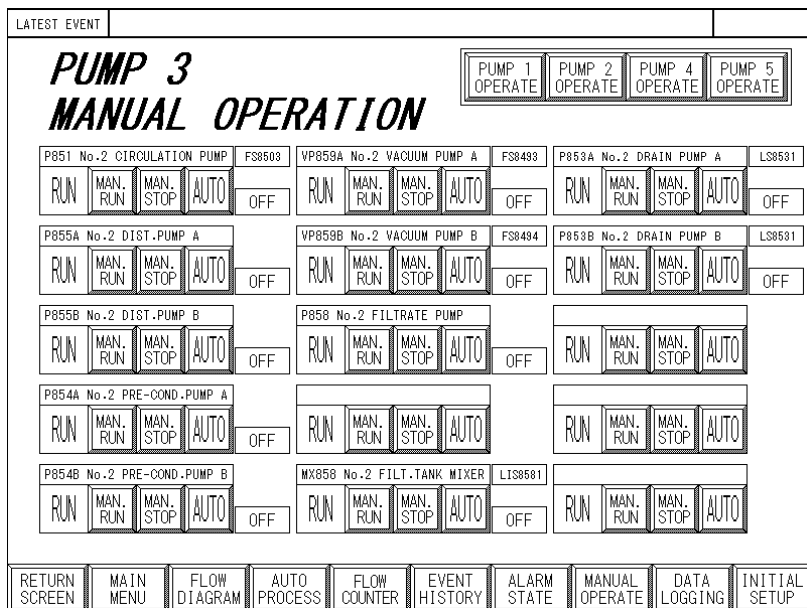 LATEST EVENT
PUMP 3
MANUAL OPERATION
PUMP 1 OPERATE
PUMP 2 OPERATE
PUMP 4 OPERATE
PUMP 5 OPERATE
P851 No.2 CIRCULATION PUMP FS8503
RUN MAN. RUN MAN. STOP AUTO OFF
VP859A No.2 VACUUM PUMP A FS8493
RUN MAN. RUN MAN. STOP AUTO OFF
P853A No.2 DRAIN PUMP A LS8531
RUN MAN. RUN MAN. STOP AUTO OFF
P855A No.2 DIST.PUMP A
RUN MAN. RUN MAN. STOP AUTO OFF
VP859B No.2 VACUUM PUMP B FS8494
RUN MAN. RUN MAN. STOP AUTO OFF
P853B No.2 DRAIN PUMP B LS8531
RUN MAN. RUN MAN. STOP AUTO OFF
P855B No.2 DIST.PUMP B
RUN MAN. RUN MAN. STOP AUTO OFF
P858 No.2 FILTRATE PUMP
RUN MAN. RUN MAN. STOP AUTO OFF
RUN MAN. RUN MAN. STOP AUTO
P854A No.2 PRE-COND.PUMP A
RUN MAN. RUN MAN. STOP AUTO OFF
RUN MAN. RUN MAN. STOP AUTO
RUN MAN. RUN MAN. STOP AUTO
P854B No.2 PRE-COND.PUMP B
RUN MAN. RUN MAN. STOP AUTO OFF
MX858 No.2 FILT.TANK MIXER LIS8581
RUN MAN. RUN MAN. STOP AUTO OFF
RUN MAN. RUN MAN. STOP AUTO
RETURN SCREEN
MAIN MENU
FLOW DIAGRAM
AUTO PROCESS
FLOW COUNTER
EVENT HISTORY
ALARM STATE
MANUAL OPERATE
DATA LOGGING
INITIAL SETUP